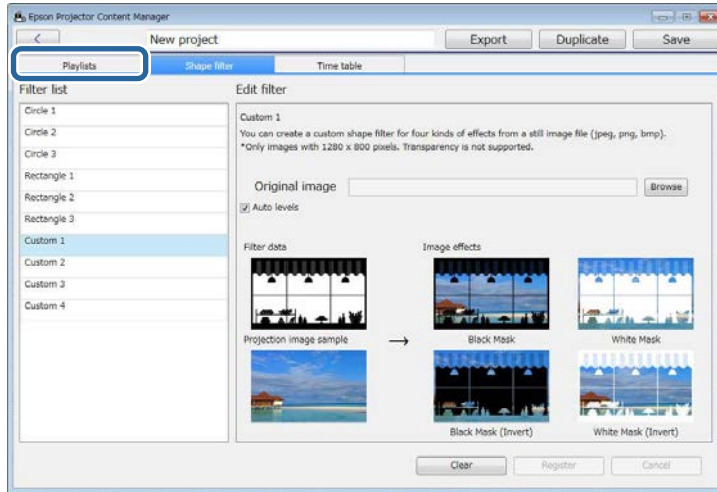 Epson Projector Content Manager
New project
Export
Duplicate
Save
Playlists
Shape filter
Time table
Filter list
Edit filter
Circle 1
Circle 2
Circle 3
Rectangle 1
Rectangle 2
Rectangle 3
Custom 1
Custom 2
Custom 3
Custom 4
Custom 1
You can create a custom shape filter for four kinds of effects from a still image file (jpeg, png, bmp).
*Only images with 1280 x 800 pixels. Transparency is not supported.
Original image
Browse
Auto levels
Filter data
Image effects
Projection image sample
→
Black Mask
White Mask
Black Mask (Invert)
White Mask (Invert)
Clear
Register
Cancel